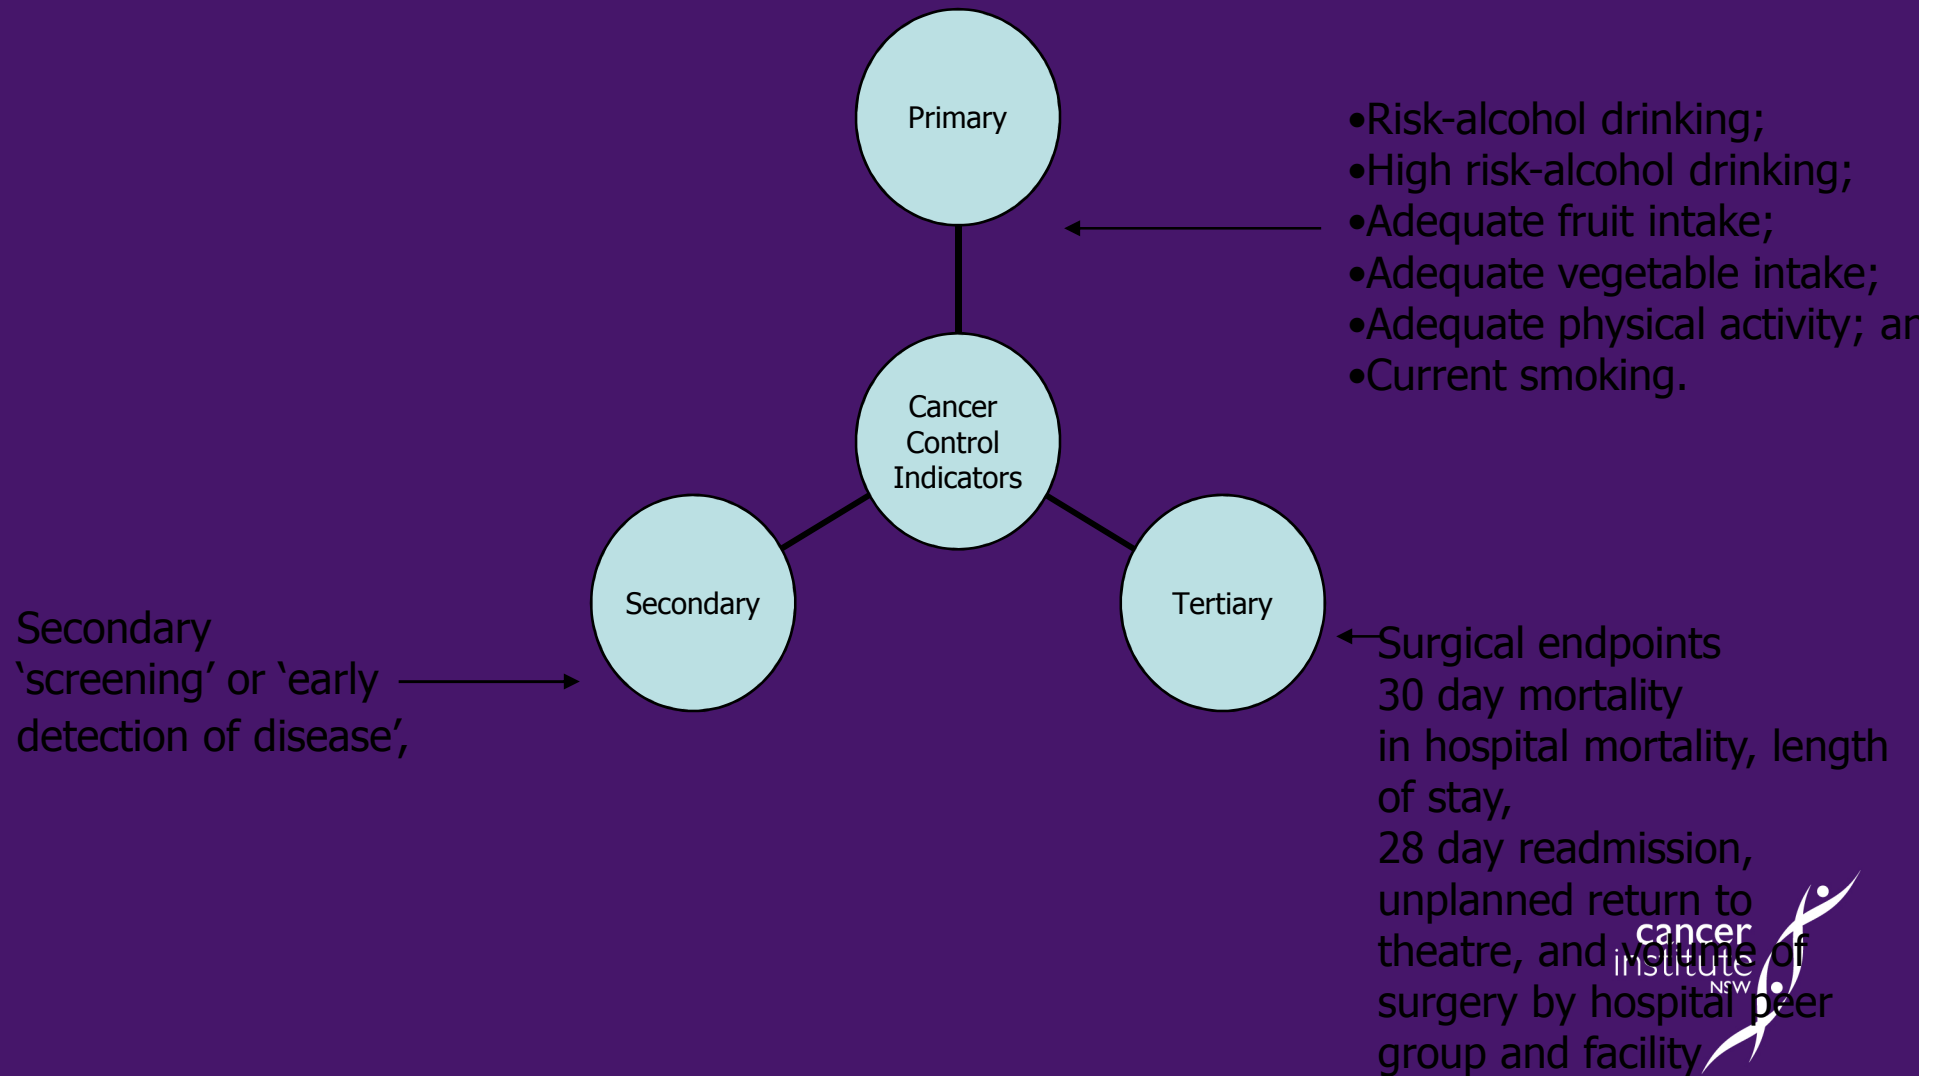 Primary
•Risk-alcohol drinking;
•High risk-alcohol drinking;
•Adequate fruit intake;
•Adequate vegetable intake;
•Adequate physical activity; an
•Current smoking.
Cancer
Control
Indicators
Secondary
Tertiary
Secondary
‘screening’ or ‘early
detection of disease’,
Surgical endpoints
30 day mortality
in hospital mortality, length
of stay,
28 day readmission,
unplanned return to
theatre, and volume of
surgery by hospital peer
group and facility
cancer
institute
NSW